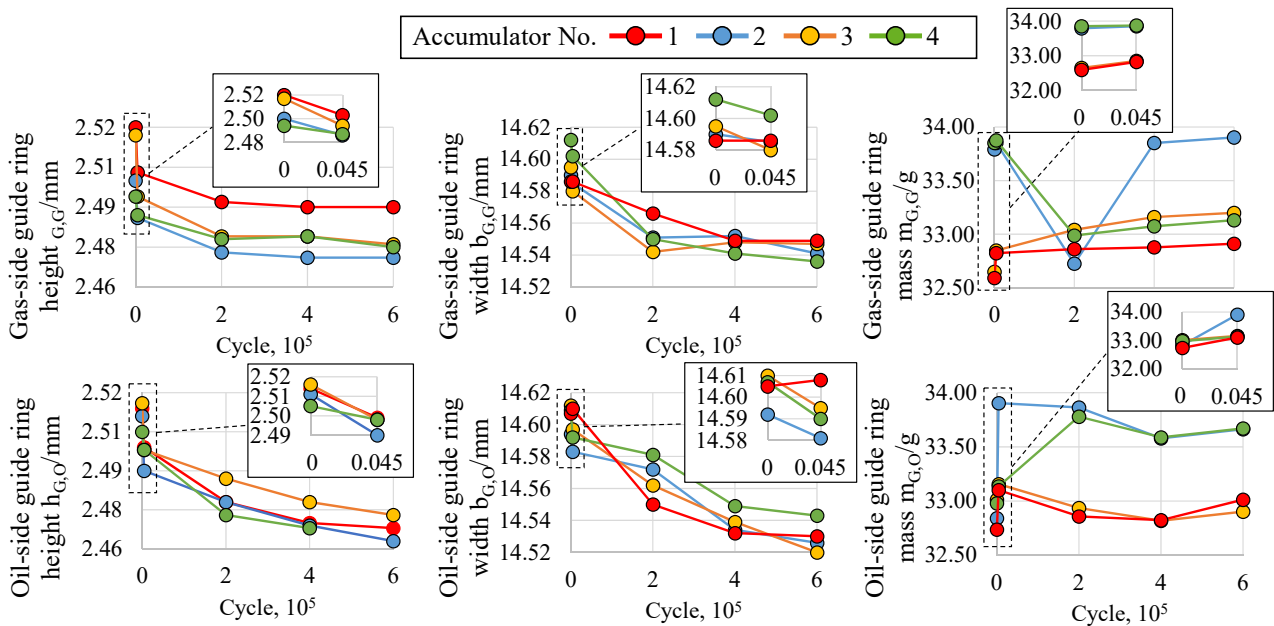 Accumulator No. 1 2 3 4
Gas-side guide ring
height G,G/mm
2.52
2.51
2.49
2.48
2.46
0 2 4 6
Cycle, 10⁵
2.52
2.50
2.48
0 0.045
Gas-side guide ring
width bG,G/mm
14.62
14.60
14.58
14.56
14.54
14.52
0 2 4 6
Cycle, 10⁵
14.62
14.60
14.58
0 0.045
Gas-side guide ring
mass mG,G/g
34.00
33.50
33.00
32.50
0 2 4 6
34.00
33.00
32.00
0 0.045
Oil-side guide ring
height hG,O/mm
2.52
2.51
2.49
2.48
2.46
0 2 4 6
Cycle, 10⁵
2.52
2.51
2.50
2.49
0 0.045
Oil-side guide ring
width bG,O/mm
14.62
14.60
14.58
14.56
14.54
14.52
0 2 4 6
Cycle, 10⁵
14.61
14.60
14.59
14.58
0 0.045
Oil-side guide ring
mass mG,O/g
34.00
33.50
33.00
32.50
0 2 4 6
Cycle, 10⁵
34.00
33.00
32.00
0 0.045